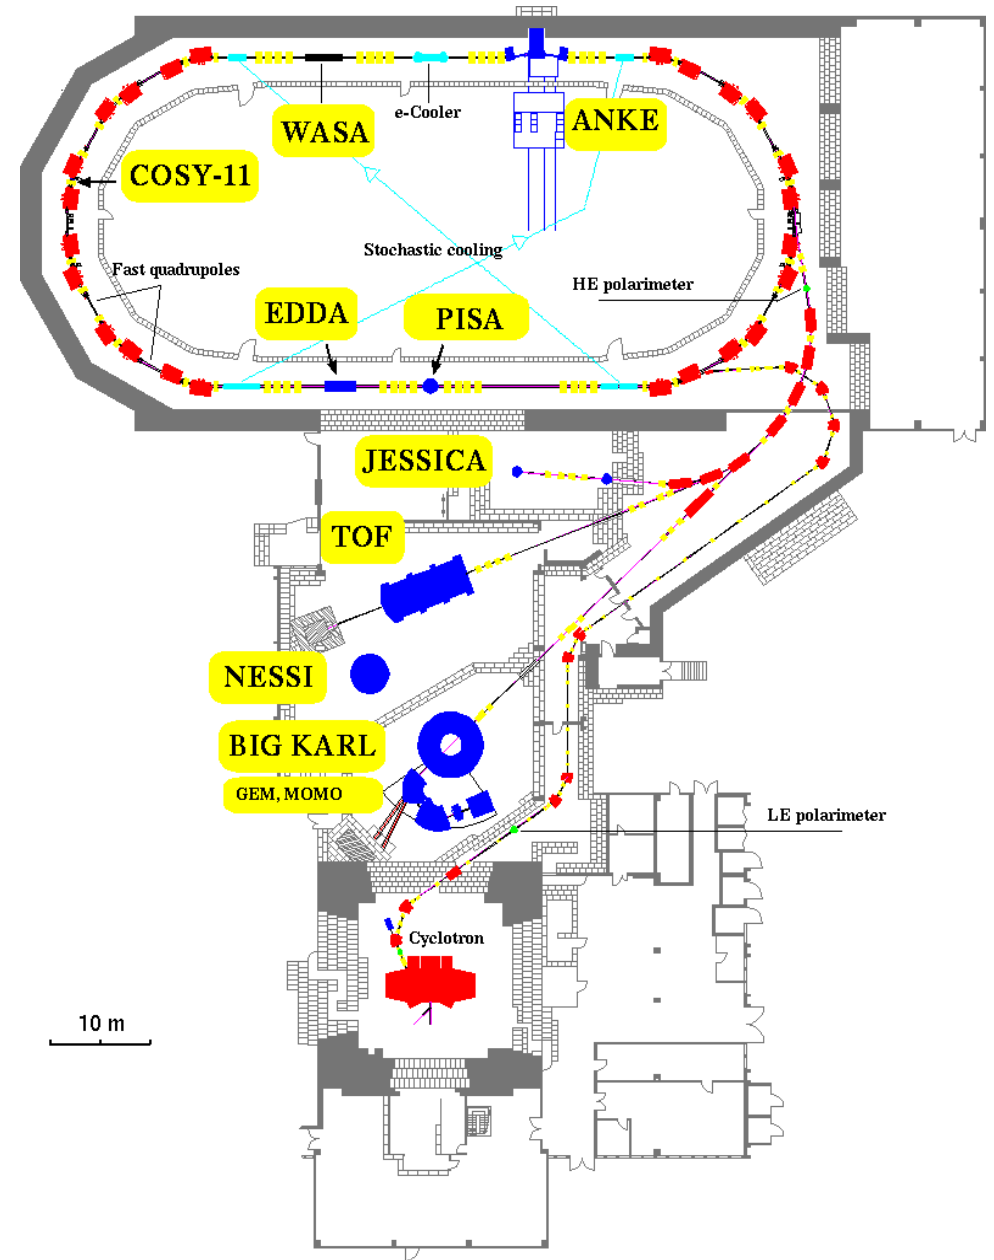 e-Cooler
WASA
ANKE
COSY-11
Stochastic cooling
Fast quadrupoles
HE polarimeter
EDDA
PISA
JESSICA
TOF
NESSI
BIG KARL
GEM, MOMO
LE polarimeter
Cyclotron
10 m